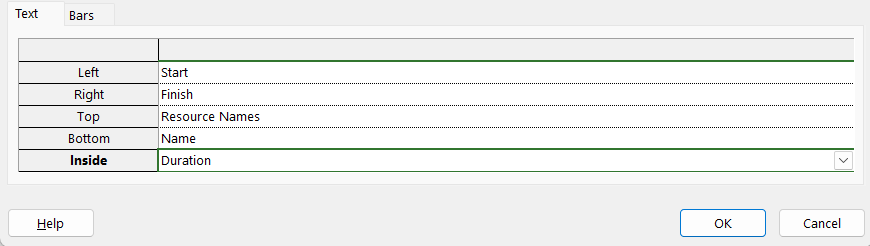 Text Bars
Left Start
Right Finish
Top Resource Names
Bottom Name
Inside Duration
Help OK Cancel